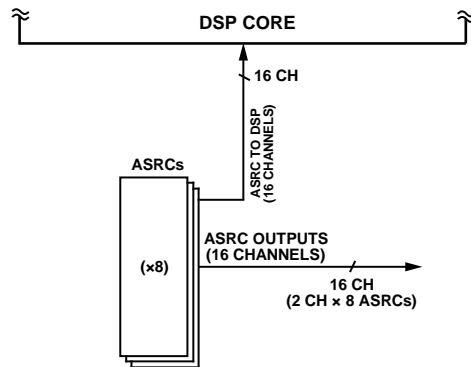 DSP CORE
16 CH
ASRC TO DSP
(16 CHANNELS)
ASRCs
(×8)
ASRC OUTPUTS
(16 CHANNELS)
16 CH
(2 CH × 8 ASRCs)